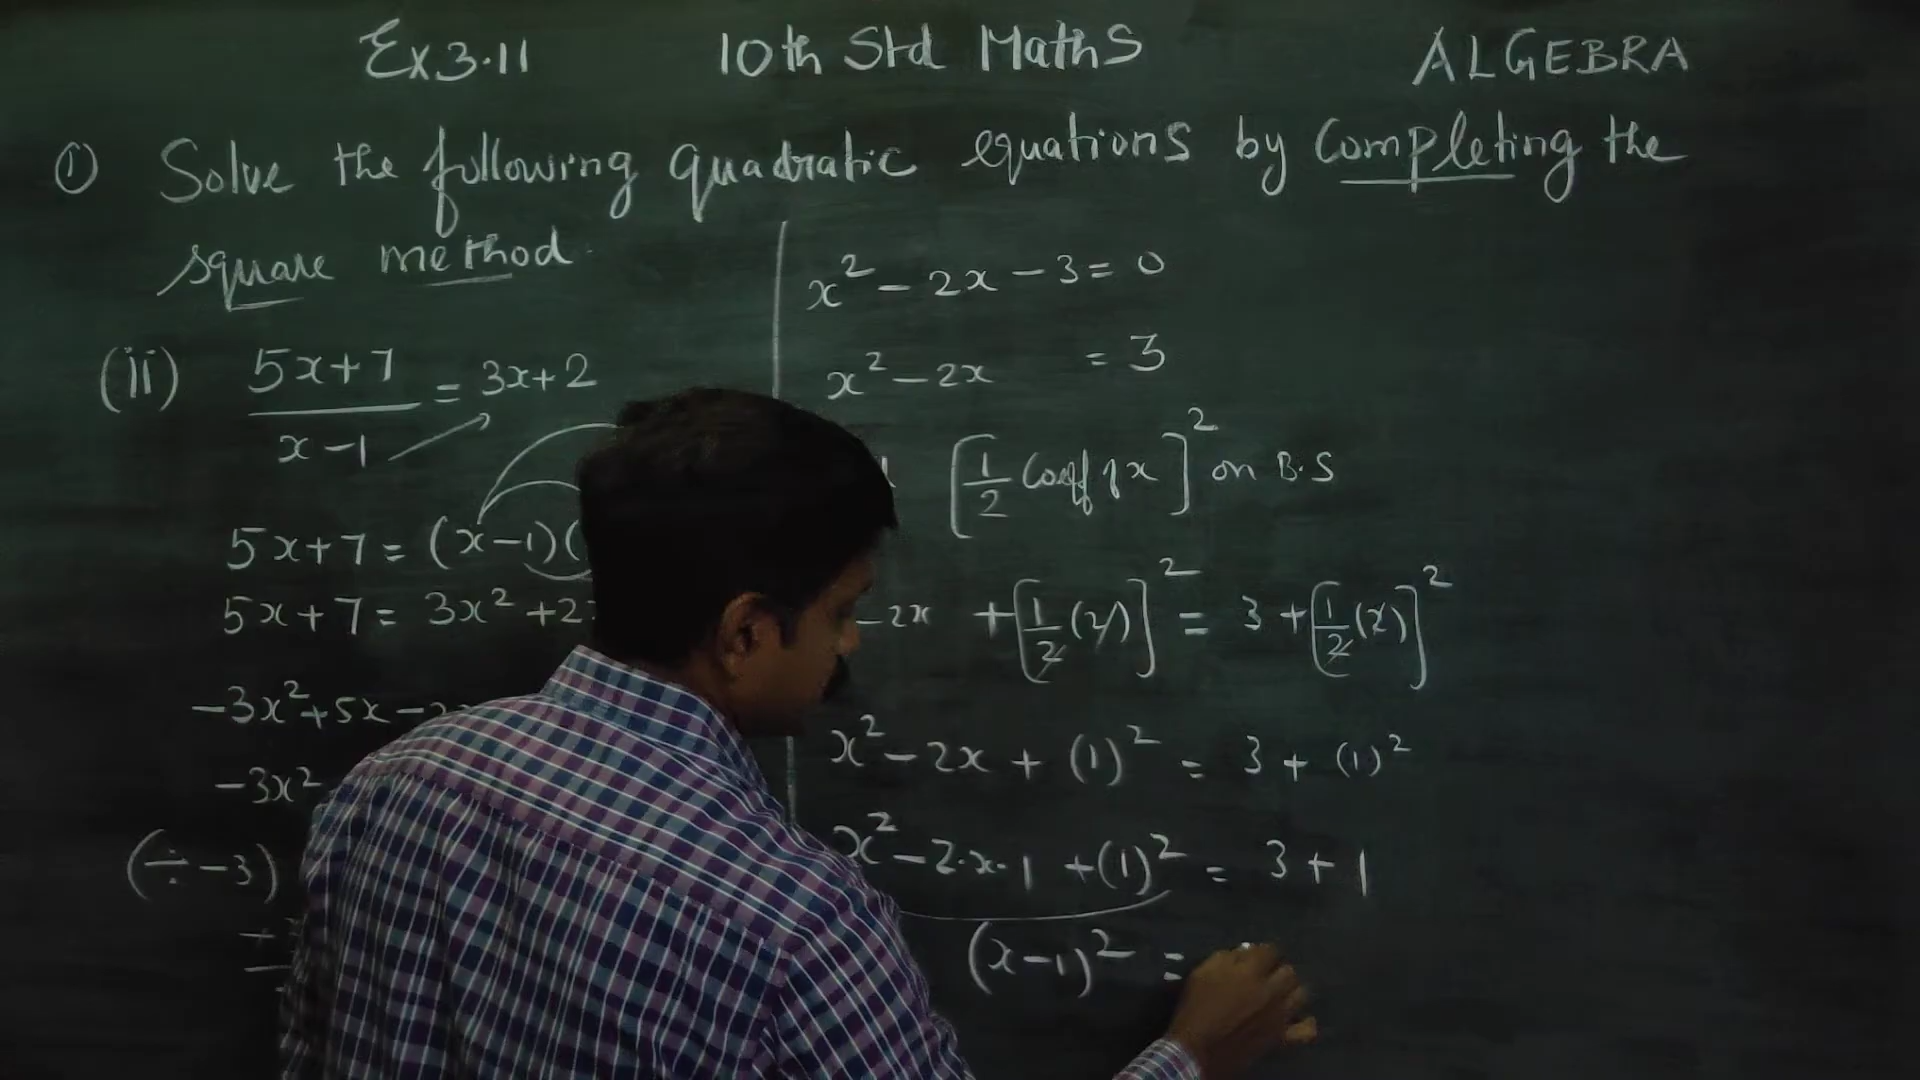 Ex 3.11 10th Std Maths ALGEBRA
① Solve the following quadratic equations by completing the
square method.
(ii) (5x+7)/(x-1) = 3x+2
5x+7 = (x-1)(
5x+7 = 3x² +2
-3x²+5x-
-3x²
(÷-3)
x² - 2x - 3 = 0
x² - 2x = 3
[1/2 Coeff of x]² on B.S
-2x + [1/2 (2)]² = 3 + [1/2 (2)]²
x² - 2x + (1)² = 3 + (1)²
x² - 2·x·1 + (1)² = 3 + 1
(x-1)² =